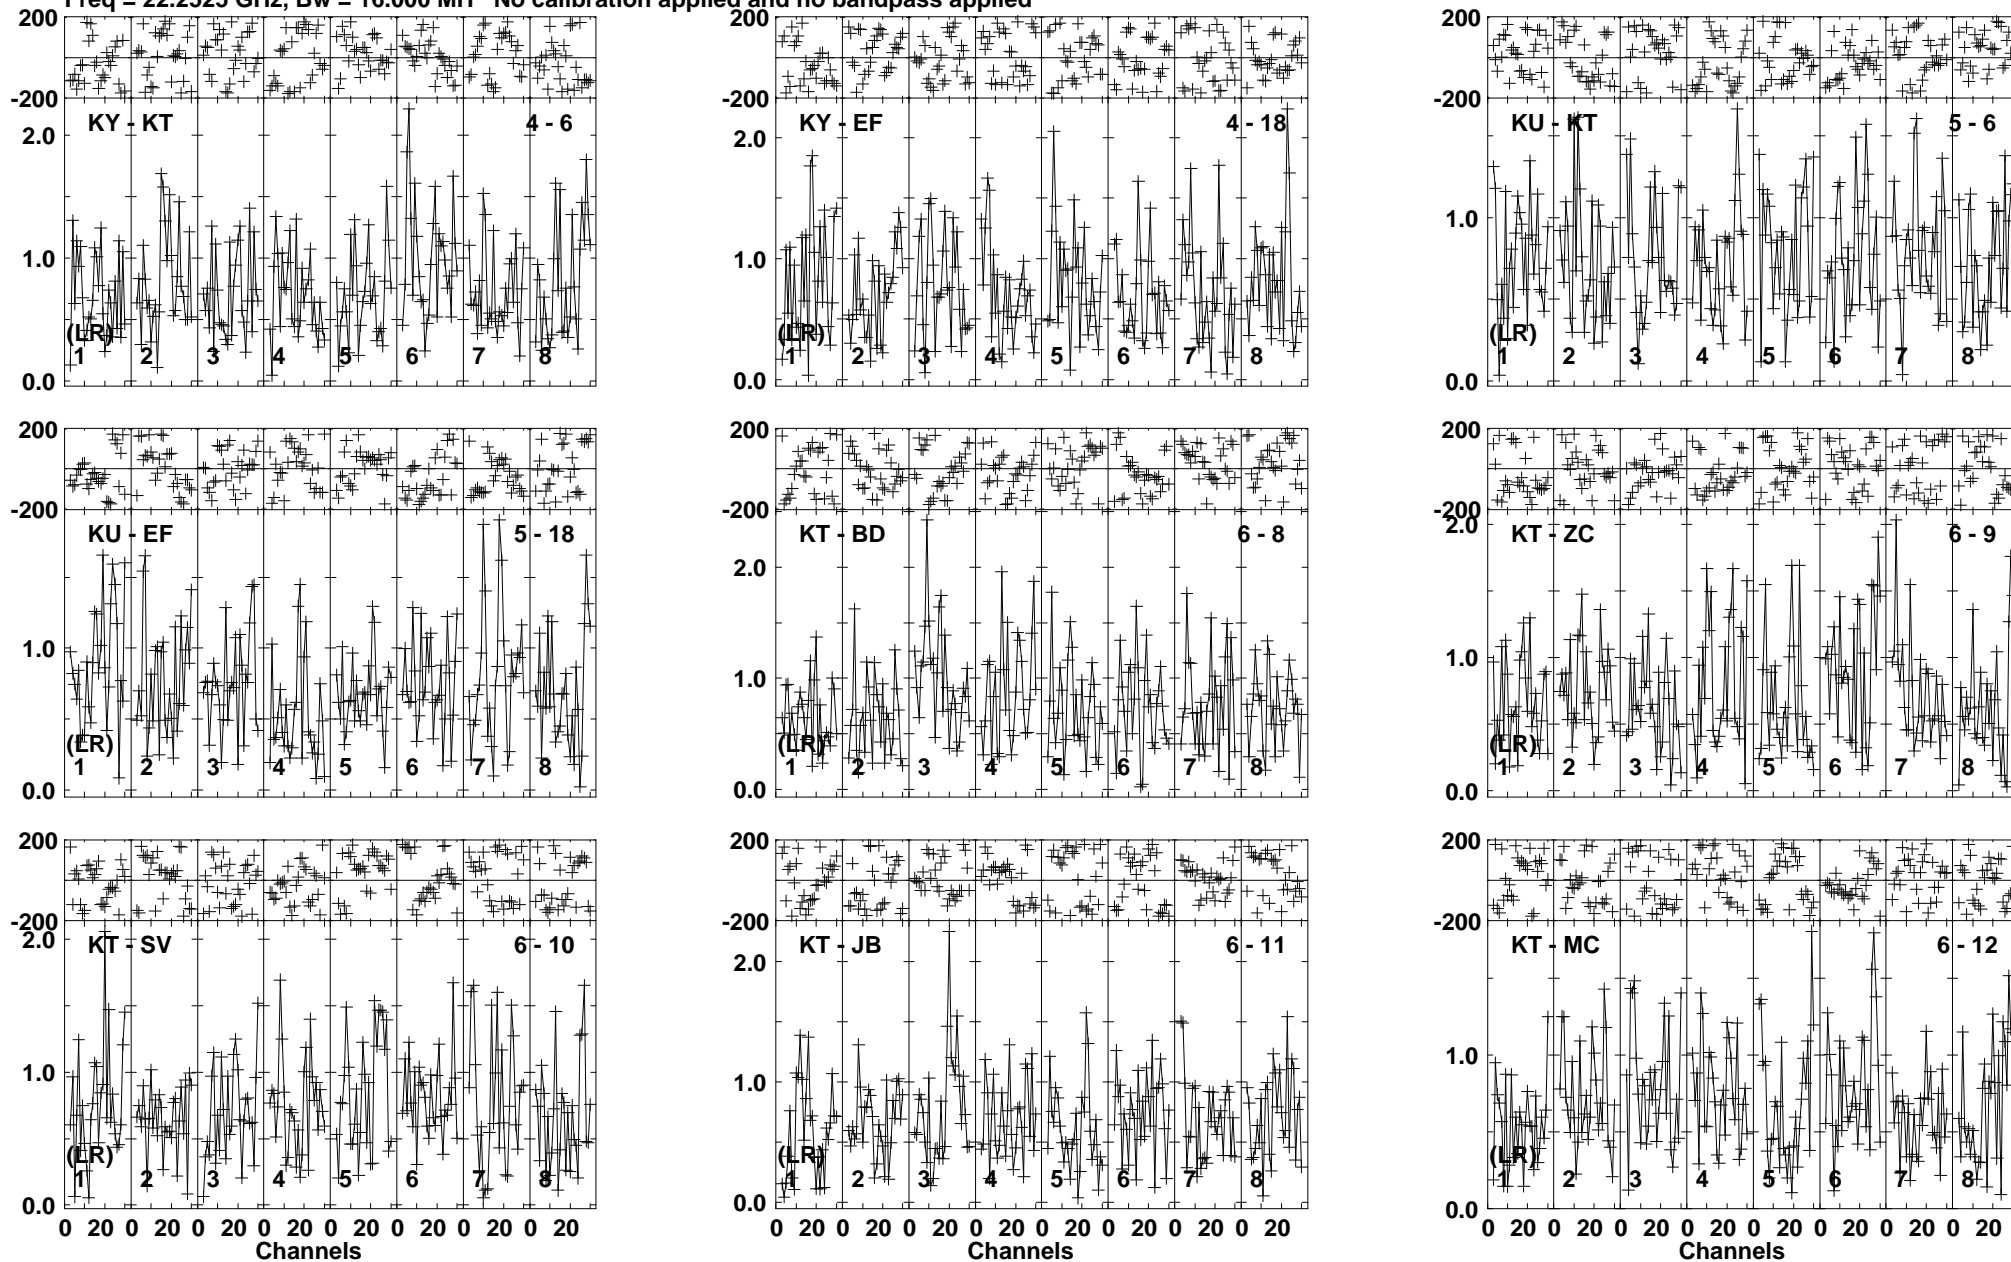 Freq = 22.2525 GHz, Bw = 16.000 MH No calibration applied and no bandpass applied
200 200 200
-200 -200 -200
KY - KT 4 - 6 KY - EF 4 - 18 KU - KT 5 - 6
2.0 2.0
1.0 1.0 1.0
(LR) (LR) (LR)
1 2 3 4 5 6 7 8 1 2 3 4 5 6 7 8 1 2 3 4 5 6 7 8
0.0 0.0 0.0
200 200 200
-200 -200 -200
KU - EF 5 - 18 KT - BD 6 - 8 KT - ZC 6 - 9
2.0 2.0
1.0 1.0 1.0
(LR) (LR) (LR)
1 2 3 4 5 6 7 8 1 2 3 4 5 6 7 8 1 2 3 4 5 6 7 8
0.0 0.0 0.0
200 200 200
-200 -200 -200
KT - SV 6 - 10 KT - JB 6 - 11 KT - MC 6 - 12
2.0 2.0
1.0 1.0 1.0
(LR) (LR) (LR)
1 2 3 4 5 6 7 8 1 2 3 4 5 6 7 8 1 2 3 4 5 6 7 8
0.0 0.0 0.0
0 20 0 20 0 20 0 20 0 20 0 20 0 20 0 20 0 20 0 20 0 20 0 20 0 20 0 20 0 20 0 20 0 20 0 20 0 20 0 20 0 20 0 20 0 20 0 20
Channels Channels Channels